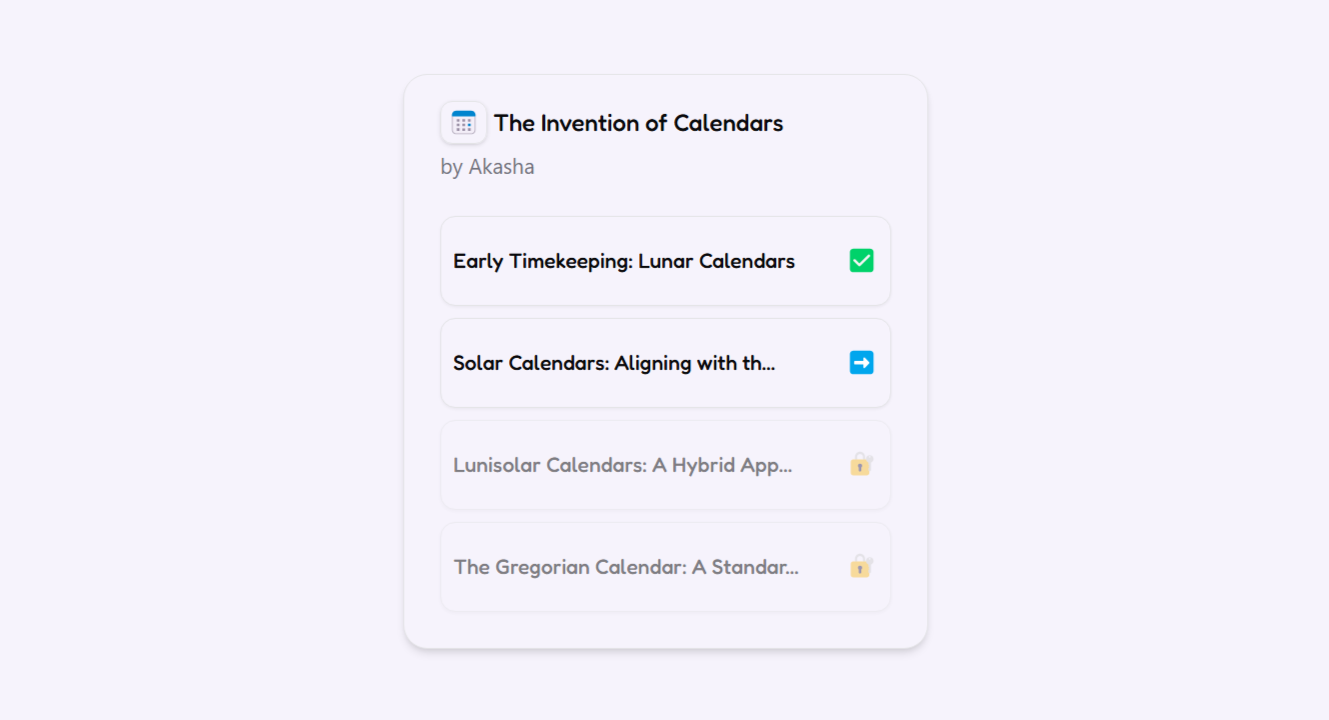 The Invention of Calendars
by Akasha
Early Timekeeping: Lunar Calendars
Solar Calendars: Aligning with th...
Lunisolar Calendars: A Hybrid App...
The Gregorian Calendar: A Standar...